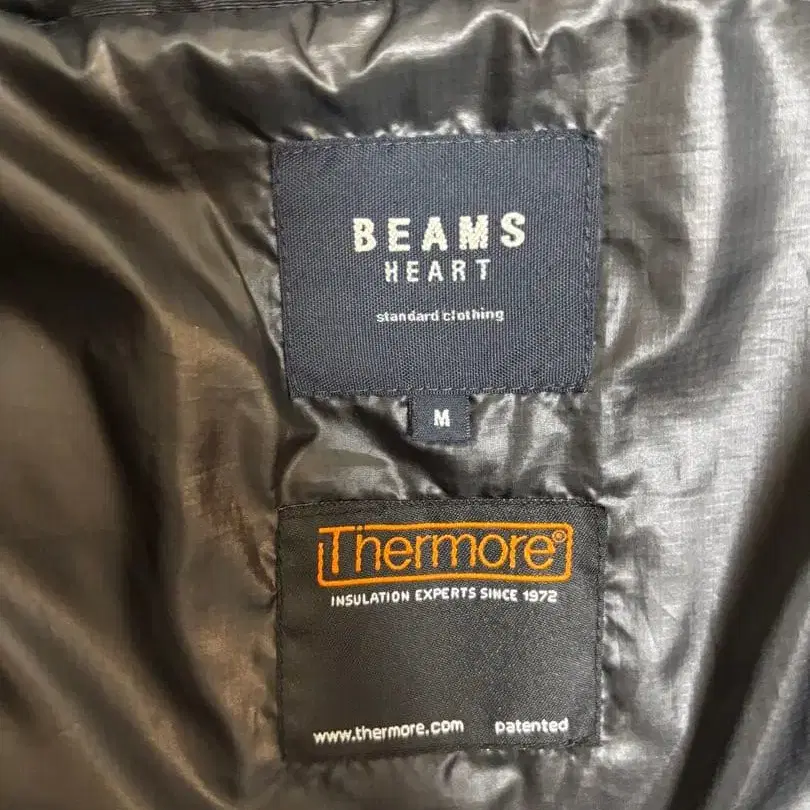 BEAMS
HEART
standard clothing
M
Thermore®
INSULATION EXPERTS SINCE 1972
www.thermore.com patented